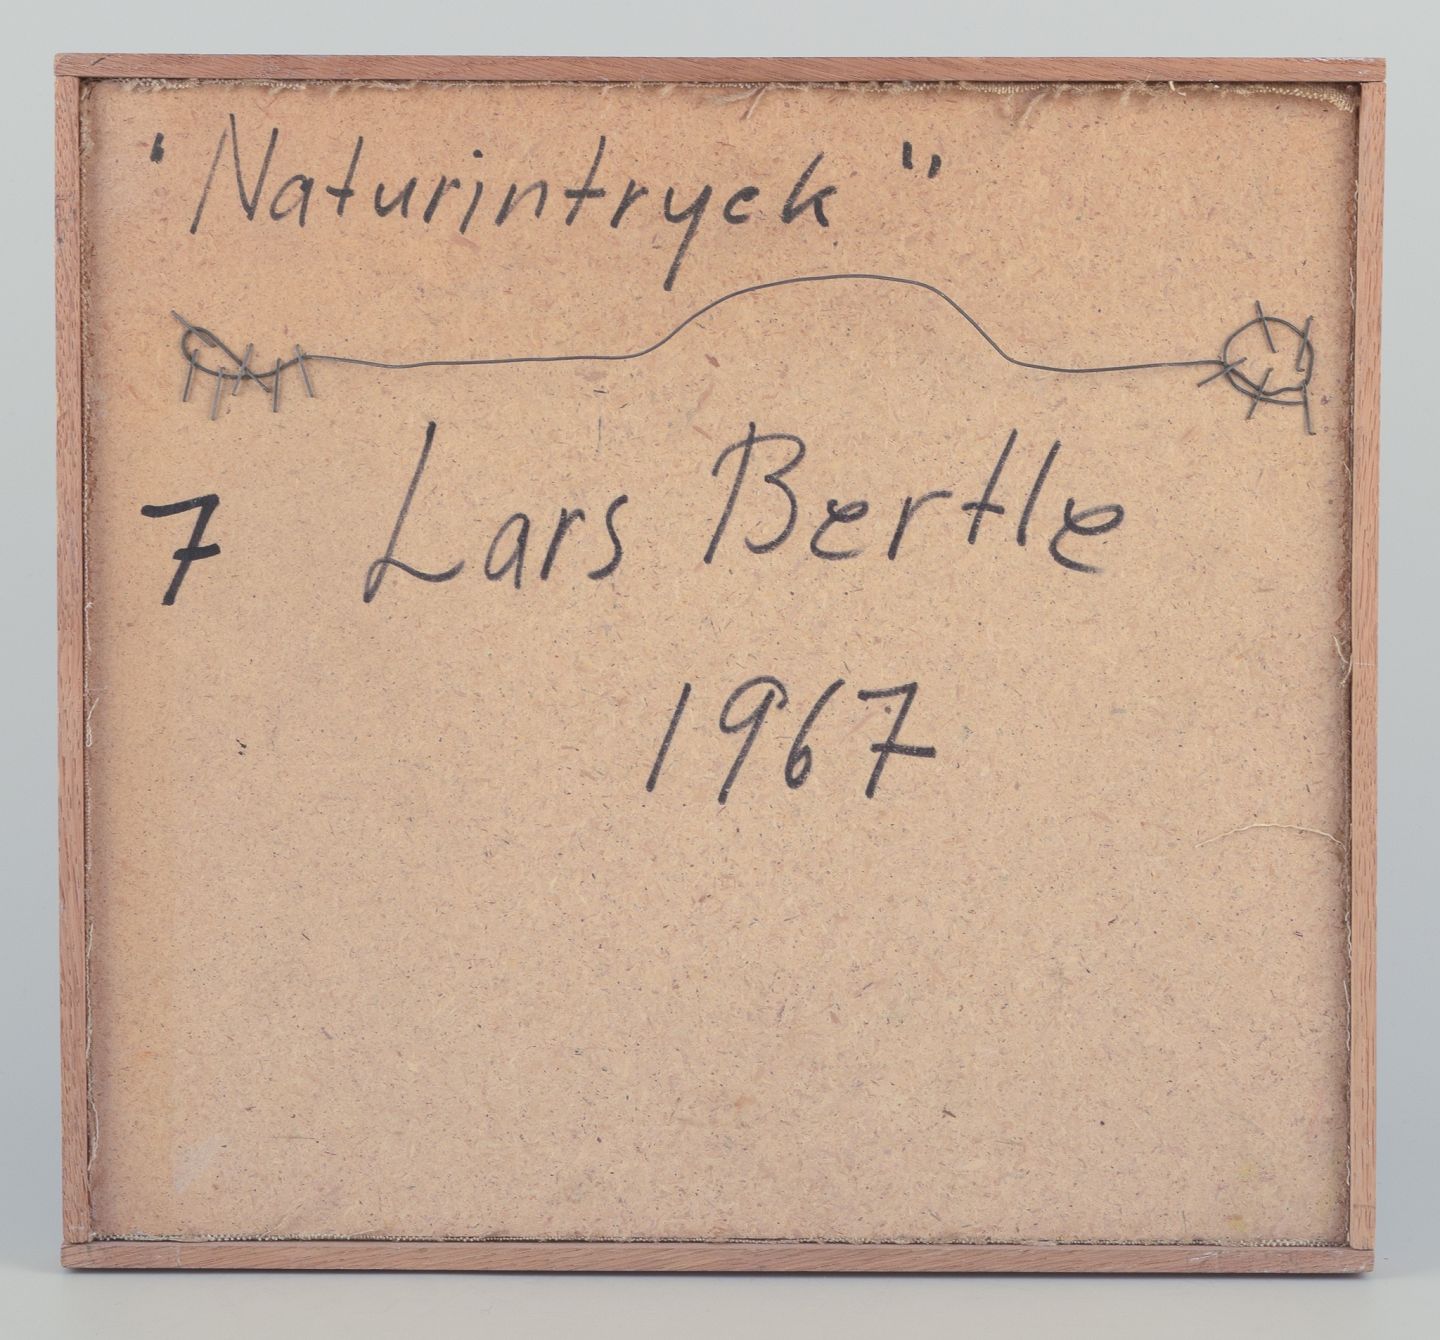 "Naturintryck"
7 Lars Bertle
1967